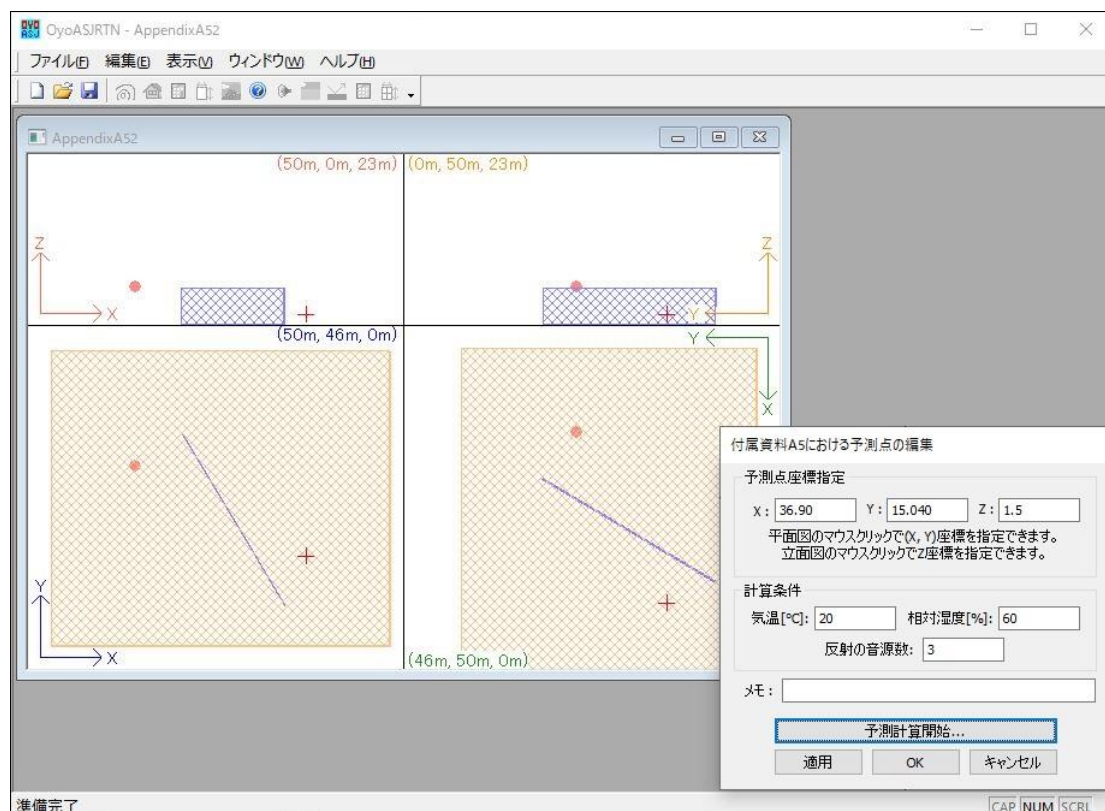 OyoASJRTN - AppendixA52
ファイル(F) 編集(E) 表示(V) ウィンドウ(W) ヘルプ(H)
AppendixA52
(50m, 0m, 23m)
(0m, 50m, 23m)
Z
X
Z
Y
(50m, 46m, 0m)
Y
X
Y
X
(46m, 50m, 0m)
付属資料A5における予測点の編集
予測点座標指定
X: 36.90 Y: 15.040 Z: 1.5
平面図のマウスクリックで(X, Y)座標を指定できます。
立面図のマウスクリックでZ座標を指定できます。
計算条件
気温[℃]: 20 相対湿度[%]: 60
反射の音源数: 3
メモ:
予測計算開始...
適用 OK キャンセル
準備完了
CAP NUM SCRL